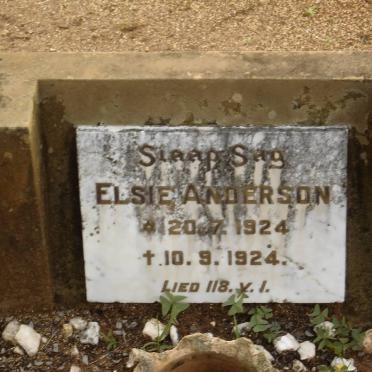 Slaap Sag
ELSIE ANDERSON
* 20. 7. 1924
† 10. 9. 1924.
LIED 118. V. 1.